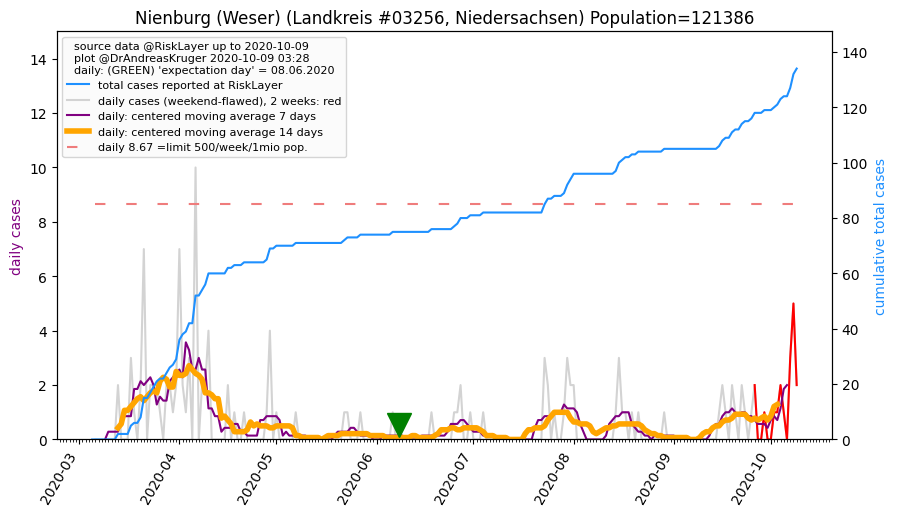 Nienburg (Weser) (Landkreis #03256, Niedersachsen) Population=121386
source data @RiskLayer up to 2020-10-09
plot @DrAndreasKruger 2020-10-09 03:28
daily: (GREEN) 'expectation day' = 08.06.2020
total cases reported at RiskLayer
daily cases (weekend-flawed), 2 weeks: red
daily: centered moving average 7 days
daily: centered moving average 14 days
daily 8.67 =limit 500/week/1mio pop.
daily cases
14
12
10
8
6
4
2
0
140
120
100
80
60
40
20
0
cumulative total cases
2020-03
2020-04
2020-05
2020-06
2020-07
2020-08
2020-09
2020-10